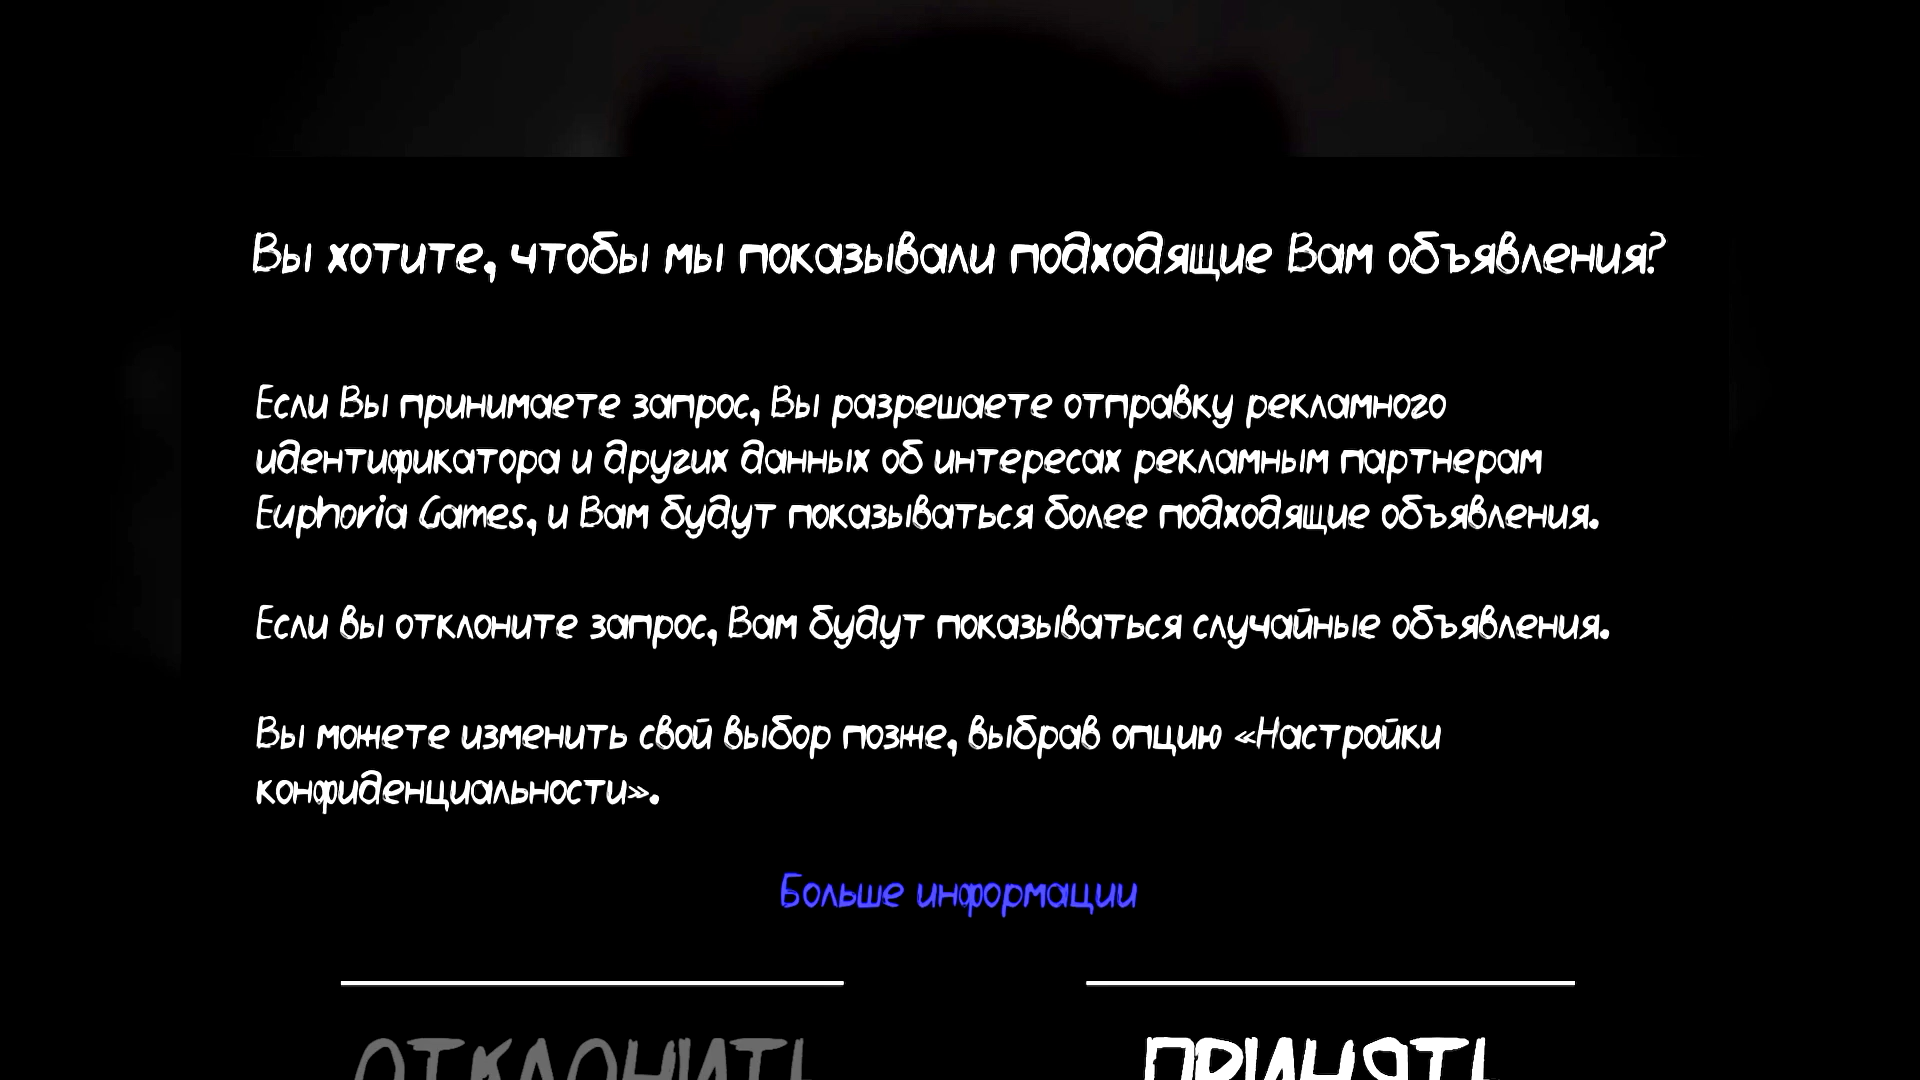 Вы хотите, чтобы мы показывали подходящие Вам объявления?
Если Вы принимаете запрос, Вы разрешаете отправку рекламного
идентификатора и других данных об интересах рекламным партнерам
Euphoria Games, и Вам будут показываться более подходящие объявления.
Если вы отклоните запрос, Вам будут показываться случайные объявления.
Вы можете изменить свой выбор позже, выбрав опцию «Настройки
конфиденциальности».
Больше информации
ОТКЛОНИТЬ ПРИНЯТЬ